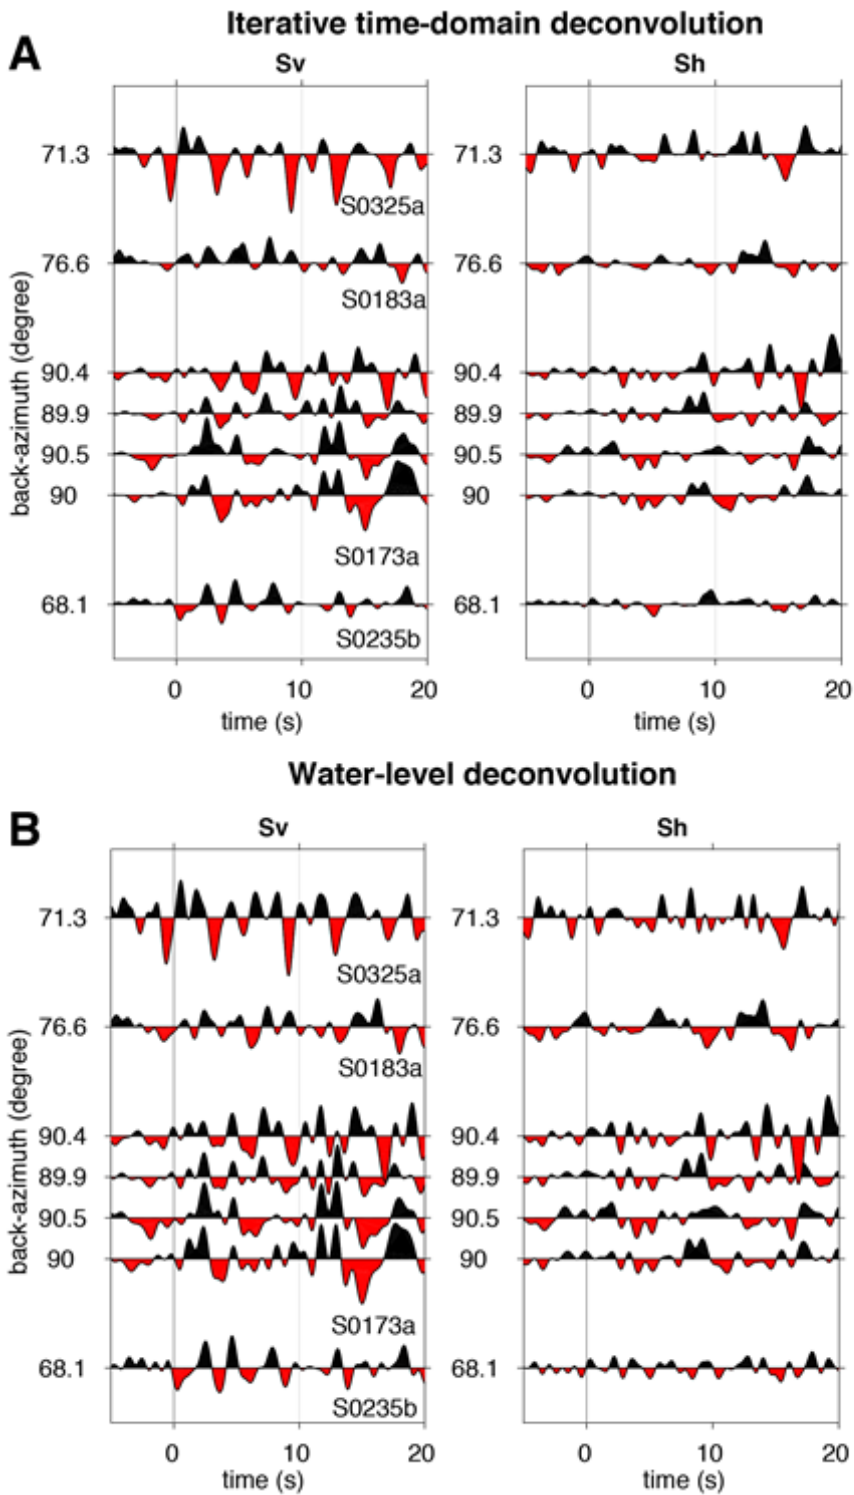 Iterative time-domain deconvolution
A
Sv Sh
71.3 71.3
S0325a
76.6 76.6
S0183a
back-azimuth (degree)
90.4 90.4
89.9 89.9
90.5 90.5
90 90
S0173a
68.1 68.1
S0235b
0 10 20 0 10 20
time (s) time (s)
Water-level deconvolution
B
Sv Sh
71.3 71.3
S0325a
76.6 76.6
S0183a
back-azimuth (degree)
90.4 90.4
89.9 89.9
90.5 90.5
90 90
S0173a
68.1 68.1
S0235b
0 10 20 0 10 20
time (s) time (s)